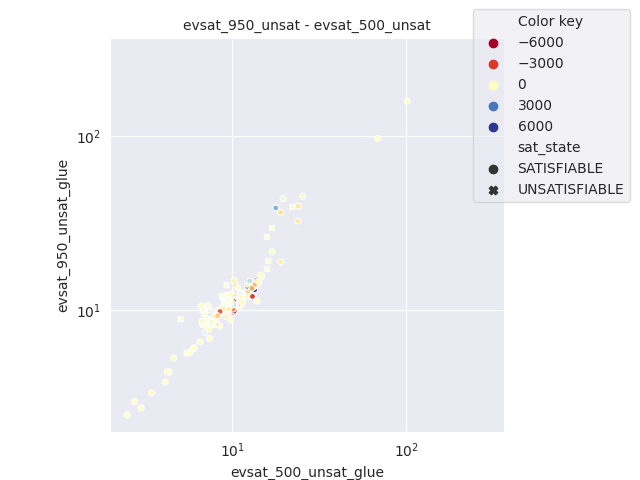 evsat_950_unsat - evsat_500_unsat
Color key
−6000
−3000
0
3000
6000
sat_state
SATISFIABLE
UNSATISFIABLE
evsat_950_unsat_glue
10²
10¹
10¹
10²
evsat_500_unsat_glue